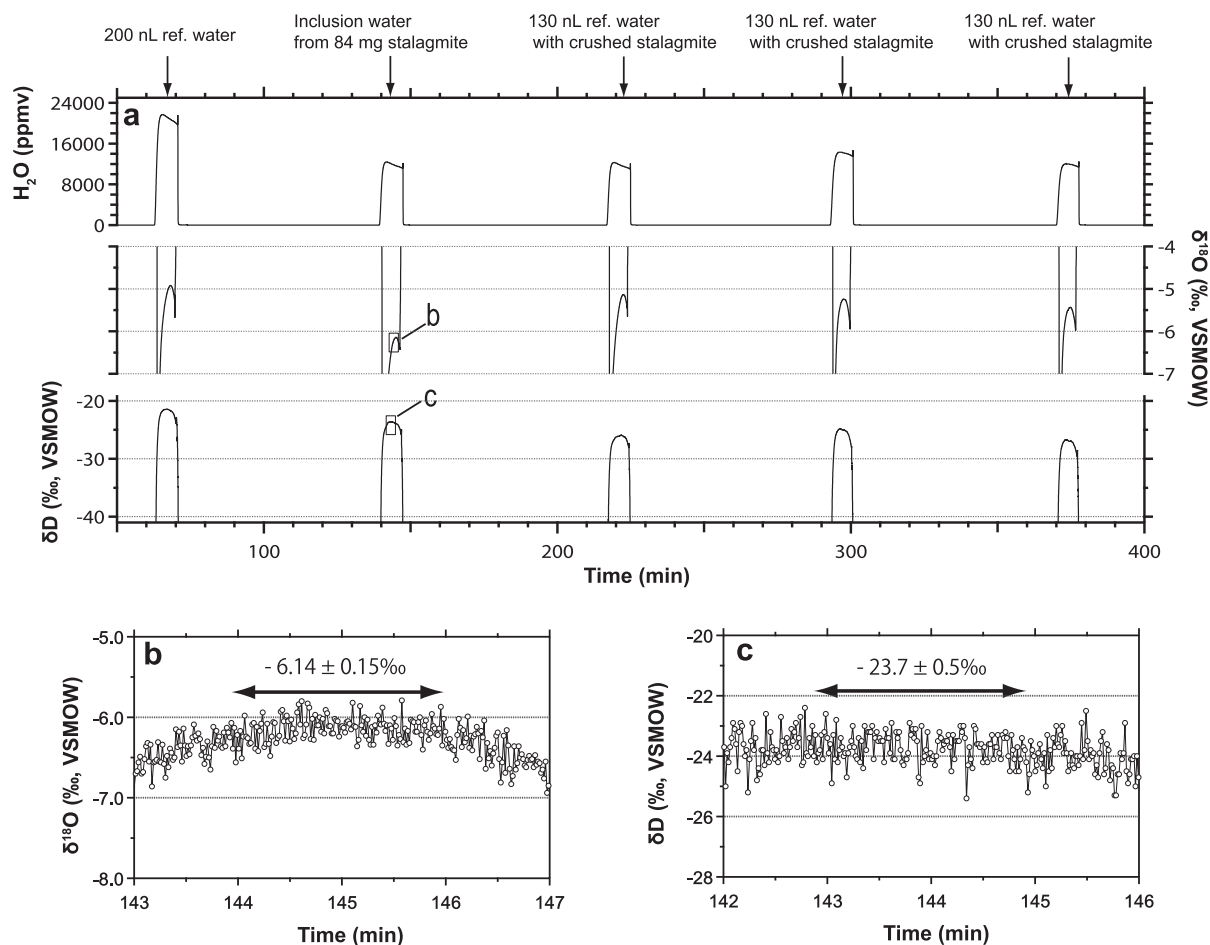 200 nL ref. water
Inclusion water
from 84 mg stalagmite
130 nL ref. water
with crushed stalagmite
130 nL ref. water
with crushed stalagmite
130 nL ref. water
with crushed stalagmite
a
H₂O (ppmv)
24000
16000
8000
0
b
-4
-5
-6
-7
δ¹⁸O (‰, VSMOW)
c
-20
-30
-40
δD (‰, VSMOW)
100
200
300
400
Time (min)
b
- 6.14 ± 0.15‰
-5.0
-6.0
-7.0
-8.0
δ¹⁸O (‰, VSMOW)
143
144
145
146
147
Time (min)
c
- 23.7 ± 0.5‰
-20
-22
-24
-26
-28
δD (‰, VSMOW)
142
143
144
145
146
Time (min)